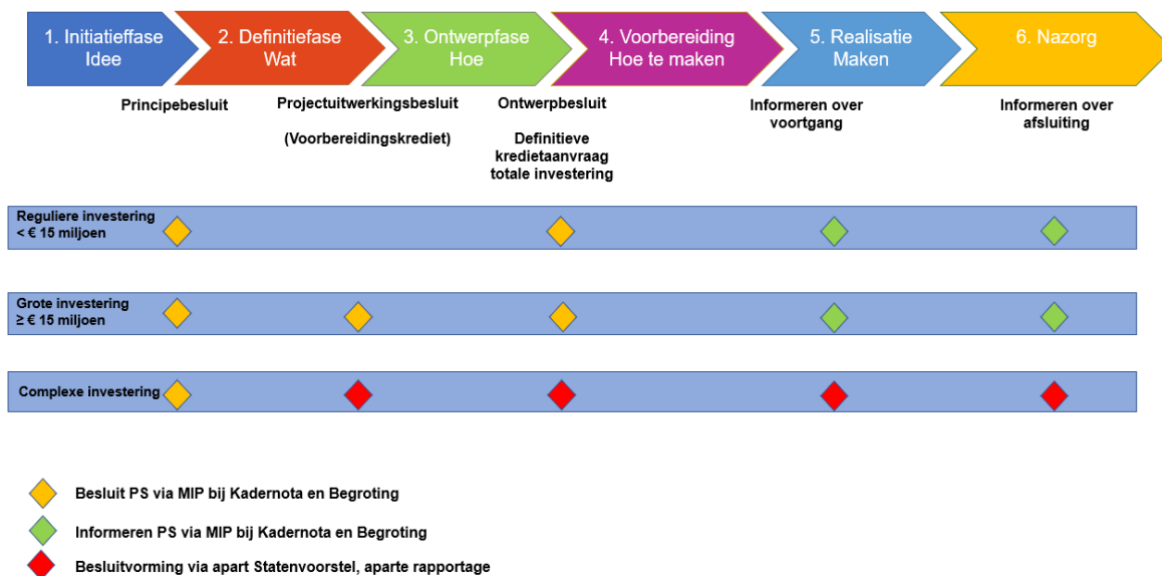 1. Initiatieffase
Idee
2. Definitiefase
Wat
3. Ontwerpfase
Hoe
4. Voorbereiding
Hoe te maken
5. Realisatie
Maken
6. Nazorg
Principebesluit
Projectuitwerkingsbesluit
(Voorbereidingskrediet)
Ontwerpbesluit
Definitieve
kredietaanvraag
totale investering
Informeren over
voortgang
Informeren over
afsluiting
Reguliere investering
< € 15 miljoen
Grote investering
≥ € 15 miljoen
Complexe investering
Besluit PS via MIP bij Kadernota en Begroting
Informeren PS via MIP bij Kadernota en Begroting
Besluitvorming via apart Statenvoorstel, aparte rapportage